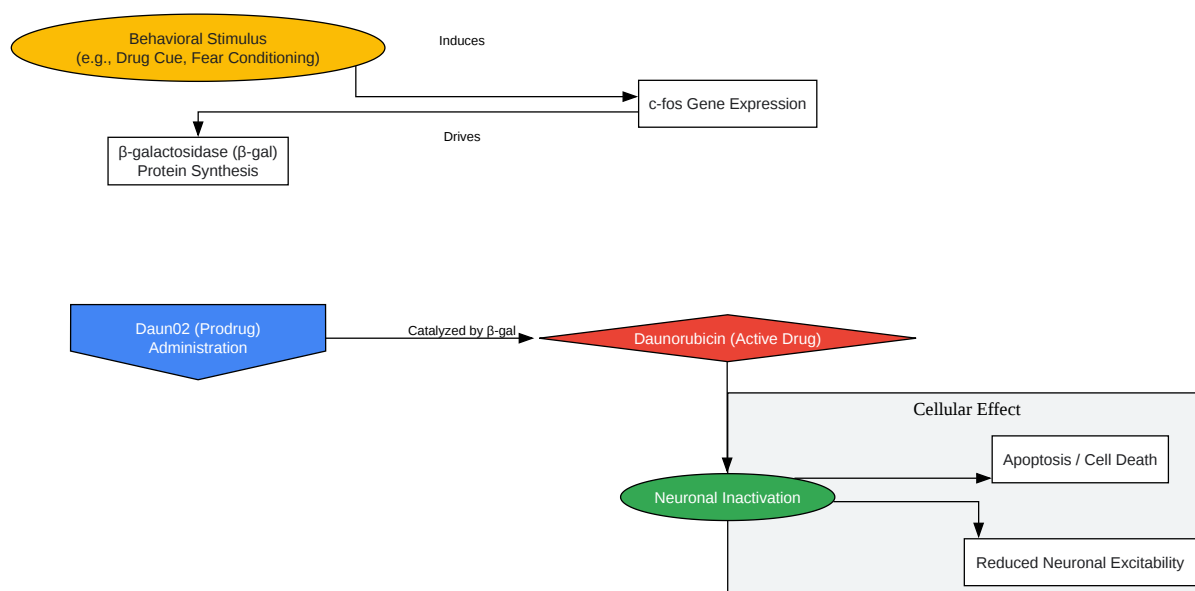 Behavioral Stimulus
(e.g., Drug Cue, Fear Conditioning)
Induces
c-fos Gene Expression
Drives
β-galactosidase (β-gal)
Protein Synthesis
Daun02 (Prodrug)
Administration
Catalyzed by β-gal
Daunorubicin (Active Drug)
Cellular Effect
Apoptosis / Cell Death
Neuronal Inactivation
Reduced Neuronal Excitability